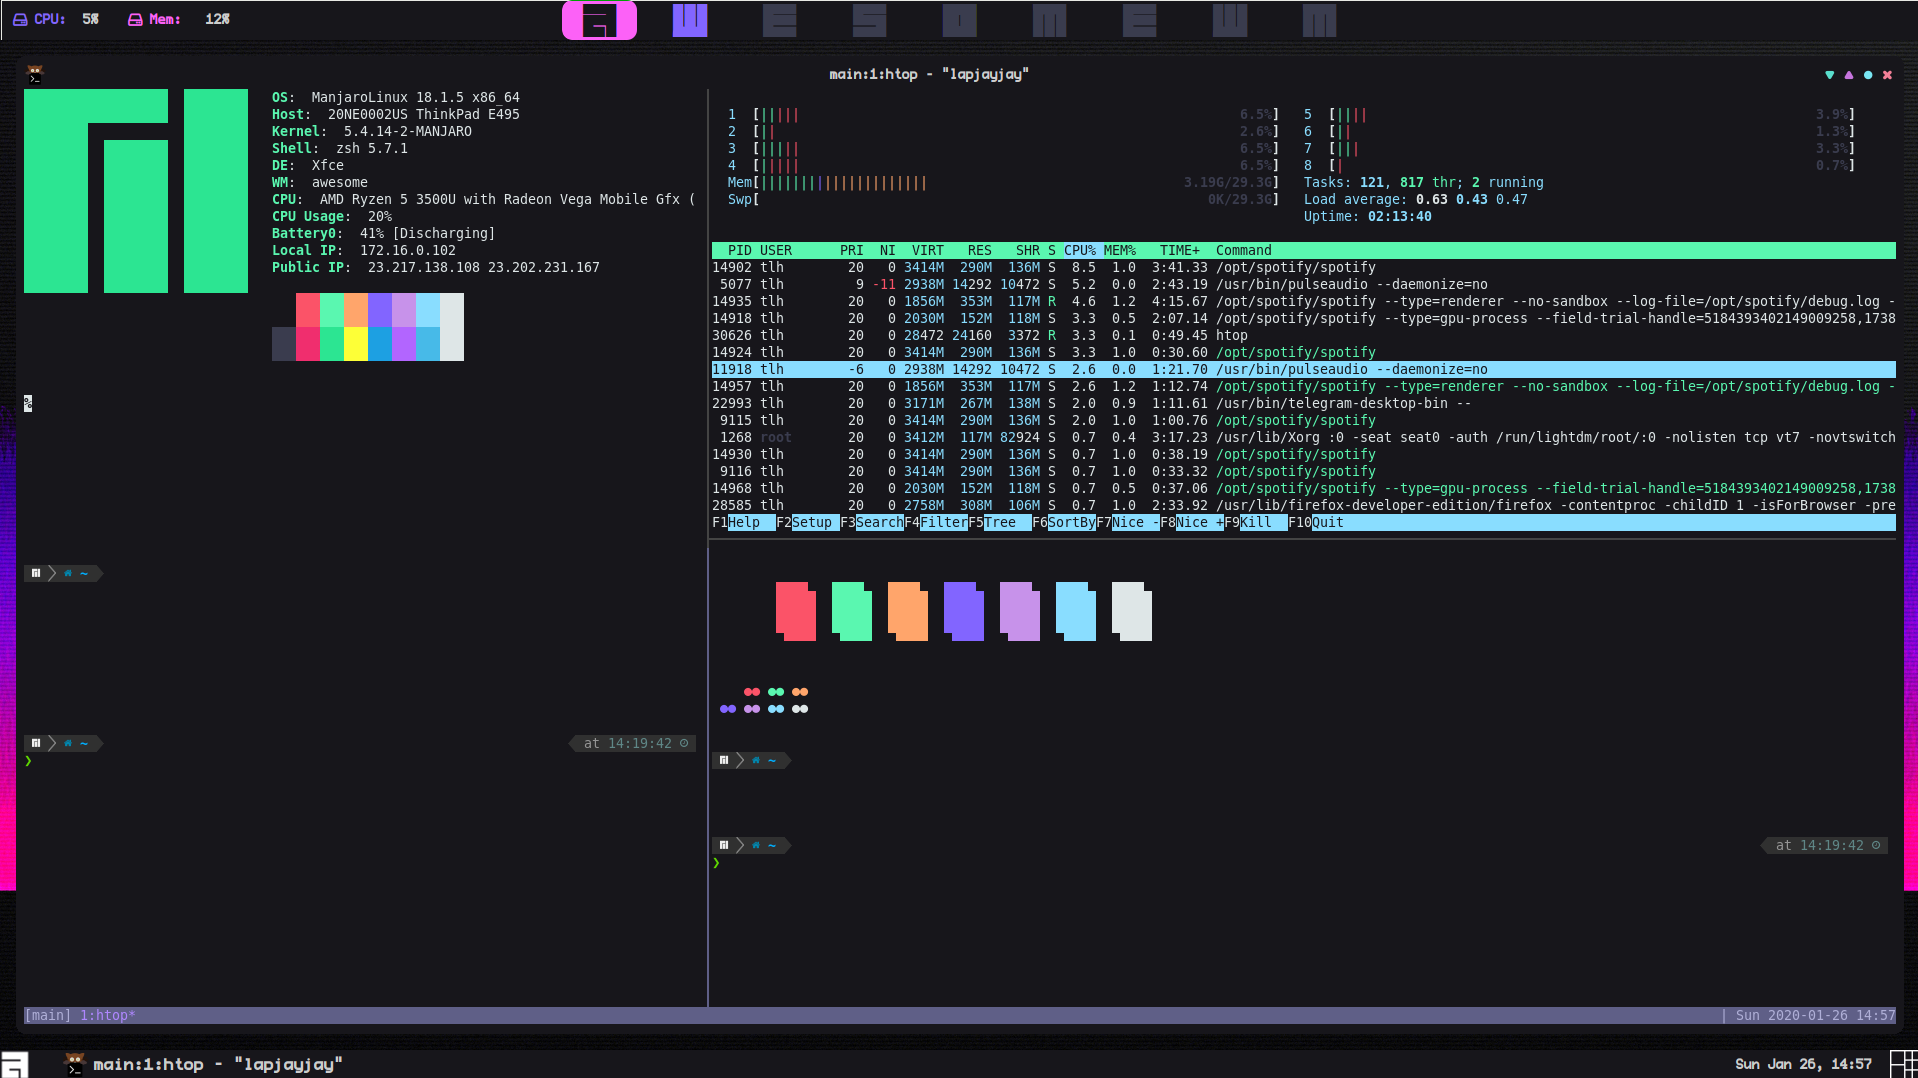 CPU: 5% Mem: 12%
main:1:htop - "lapjayjay"
OS: ManjaroLinux 18.1.5 x86_64
Host: 20NE0002US ThinkPad E495
Kernel: 5.4.14-2-MANJARO
Shell: zsh 5.7.1
DE: Xfce
WM: awesome
CPU: AMD Ryzen 5 3500U with Radeon Vega Mobile Gfx (
CPU Usage: 20%
Battery0: 41% [Discharging]
Local IP: 172.16.0.102
Public IP: 23.217.138.108 23.202.231.167
%
~
~ at 14:19:42
❯
1 [||||| 6.5%] 5 [|||| 3.9%]
2 [|| 2.6%] 6 [|| 1.3%]
3 [||||| 6.5%] 7 [||| 3.3%]
4 [||||| 6.5%] 8 [| 0.7%]
Mem[||||||||||||||||||||| 3.19G/29.3G] Tasks: 121, 817 thr; 2 running
Swp[ 0K/29.3G] Load average: 0.63 0.43 0.47
Uptime: 02:13:40
PID USER PRI NI VIRT RES SHR S CPU% MEM% TIME+ Command
14902 tlh 20 0 3414M 290M 136M S 8.5 1.0 3:41.33 /opt/spotify/spotify
5077 tlh 9 -11 2938M 14292 10472 S 5.2 0.0 2:43.19 /usr/bin/pulseaudio --daemonize=no
14935 tlh 20 0 1856M 353M 117M R 4.6 1.2 4:15.67 /opt/spotify/spotify --type=renderer --no-sandbox --log-file=/opt/spotify/debug.log -
14918 tlh 20 0 2030M 152M 118M S 3.3 0.5 2:07.14 /opt/spotify/spotify --type=gpu-process --field-trial-handle=5184393402149009258,1738
30626 tlh 20 0 28472 24160 3372 R 3.3 0.1 0:49.45 htop
14924 tlh 20 0 3414M 290M 136M S 3.3 1.0 0:30.60 /opt/spotify/spotify
11918 tlh -6 0 2938M 14292 10472 S 2.6 0.0 1:21.70 /usr/bin/pulseaudio --daemonize=no
14957 tlh 20 0 1856M 353M 117M S 2.6 1.2 1:12.74 /opt/spotify/spotify --type=renderer --no-sandbox --log-file=/opt/spotify/debug.log -
22993 tlh 20 0 3171M 267M 138M S 2.0 0.9 1:11.61 /usr/bin/telegram-desktop-bin --
9115 tlh 20 0 3414M 290M 136M S 2.0 1.0 1:00.76 /opt/spotify/spotify
1268 root 20 0 3412M 117M 82924 S 0.7 0.4 3:17.23 /usr/lib/Xorg :0 -seat seat0 -auth /run/lightdm/root/:0 -nolisten tcp vt7 -novtswitch
14930 tlh 20 0 3414M 290M 136M S 0.7 1.0 0:38.19 /opt/spotify/spotify
9116 tlh 20 0 3414M 290M 136M S 0.7 1.0 0:33.32 /opt/spotify/spotify
14968 tlh 20 0 2030M 152M 118M S 0.7 0.5 0:37.06 /opt/spotify/spotify --type=gpu-process --field-trial-handle=5184393402149009258,1738
28585 tlh 20 0 2758M 308M 106M S 0.7 1.0 2:33.92 /usr/lib/firefox-developer-edition/firefox -contentproc -childID 1 -isForBrowser -pre
F1Help F2Setup F3SearchF4FilterF5Tree F6SortByF7Nice -F8Nice +F9Kill F10Quit
~
~ at 14:19:42
❯
[main] 1:htop* | Sun 2020-01-26 14:57
main:1:htop - "lapjayjay" Sun Jan 26, 14:57